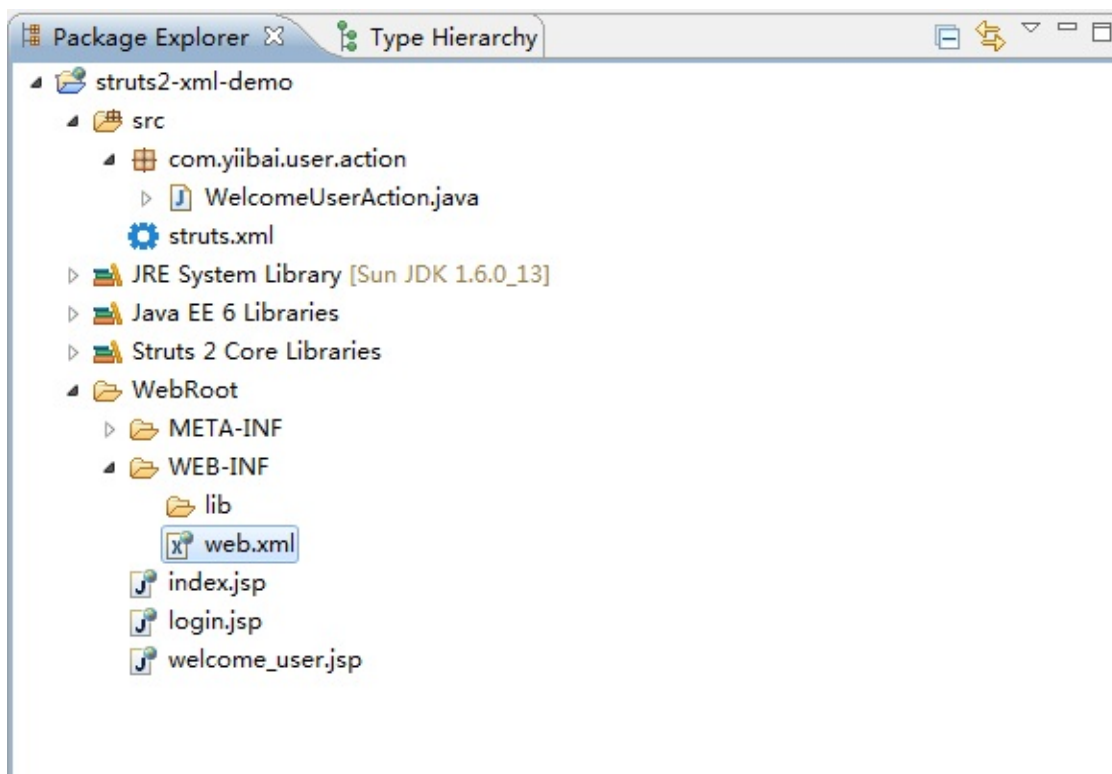 Package Explorer Type Hierarchy
struts2-xml-demo
src
com.yiibai.user.action
WelcomeUserAction.java
struts.xml
JRE System Library [Sun JDK 1.6.0_13]
Java EE 6 Libraries
Struts 2 Core Libraries
WebRoot
META-INF
WEB-INF
lib
web.xml
index.jsp
login.jsp
welcome_user.jsp